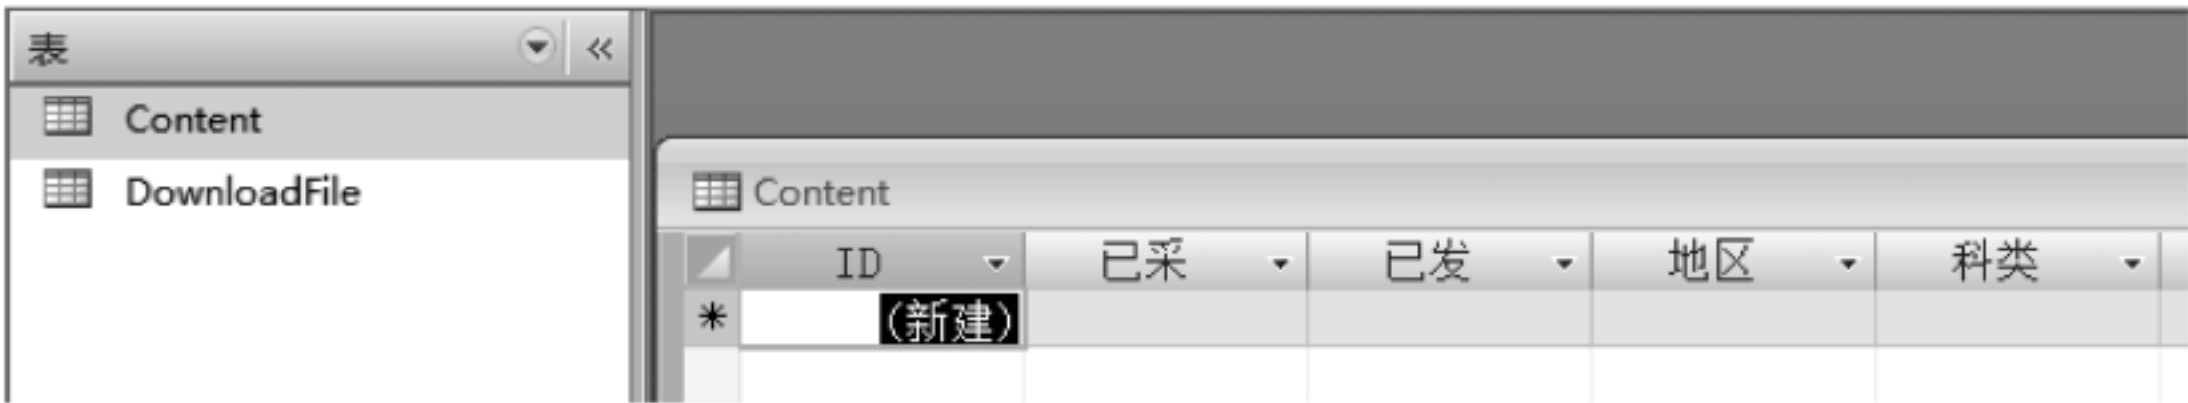 表 «
Content
DownloadFile
Content
ID 已采 已发 地区 科类
* (新建)